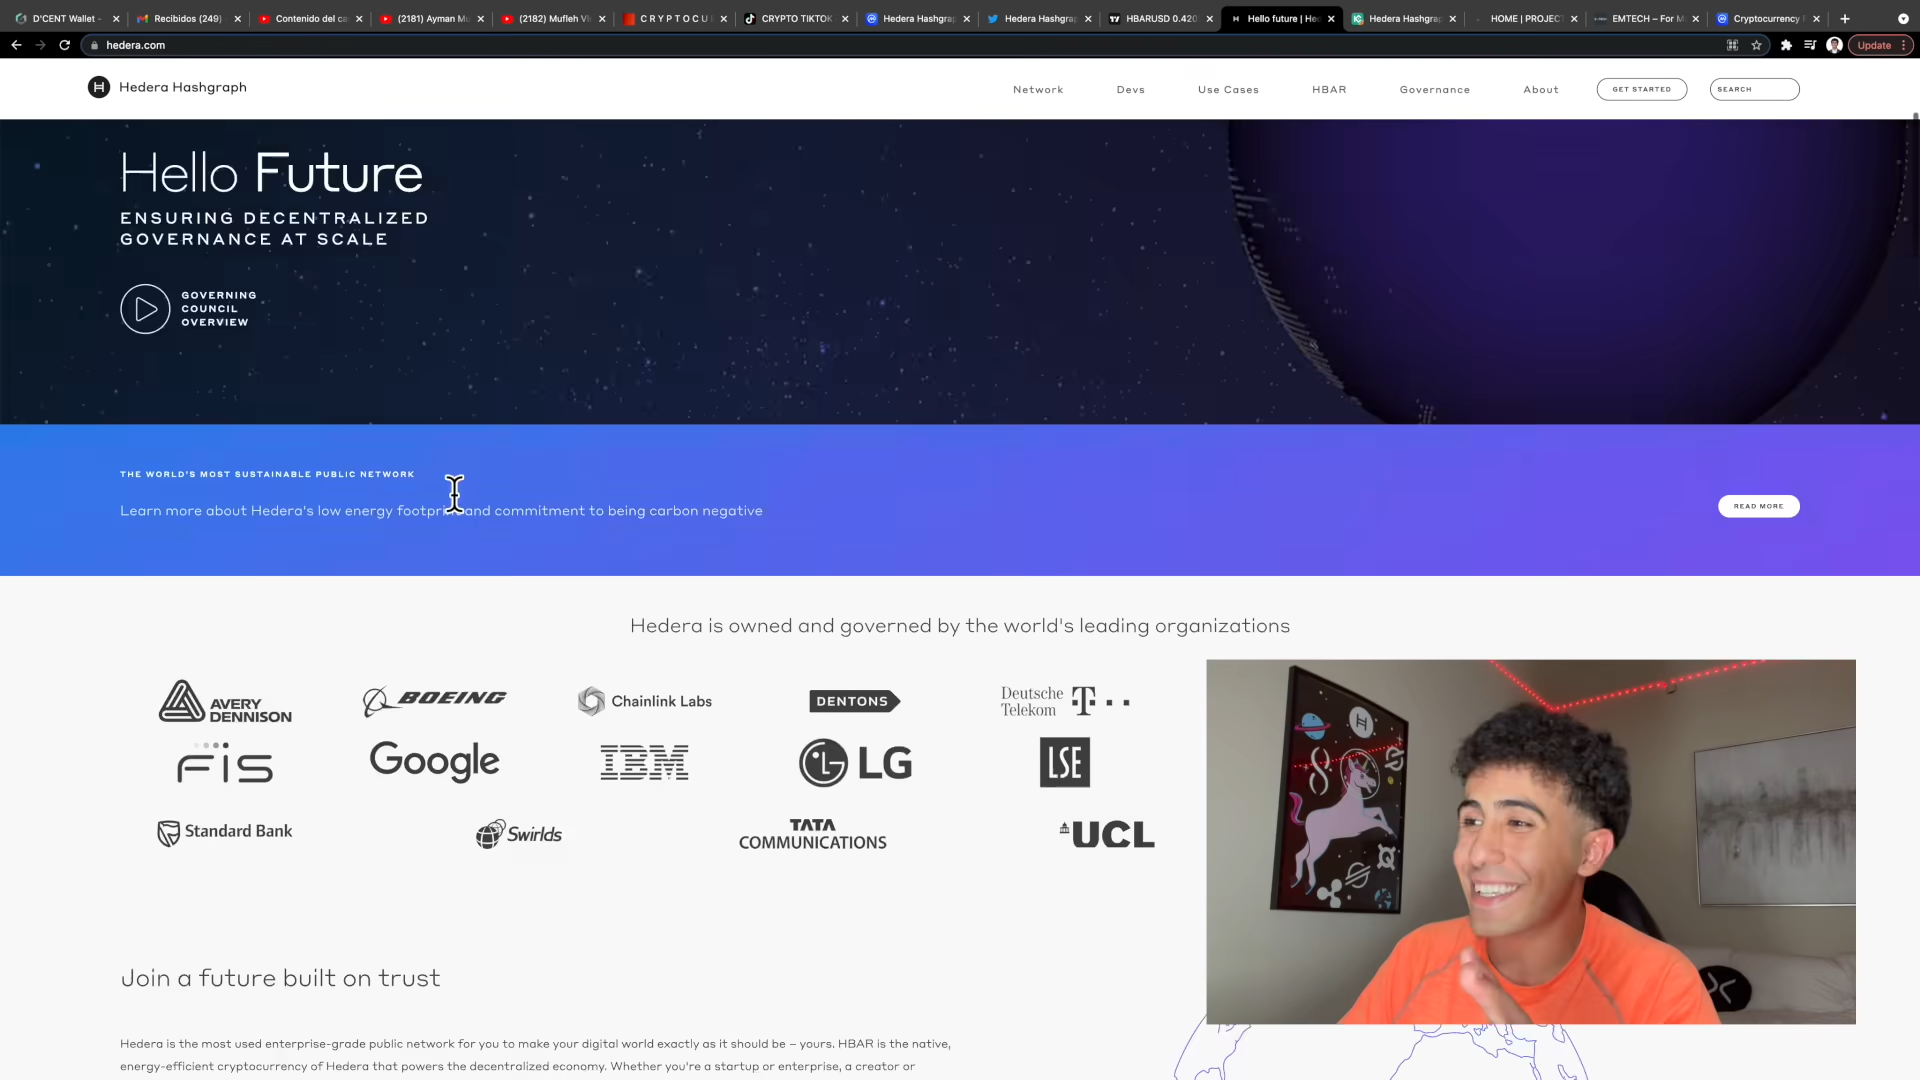 D'CENT Wallet -
Recibidos (249)
Contenido del ca
(2181) Ayman Mu
(2182) Mufleh Vi
C R Y P T O C U
CRYPTO TIKTOK
Hedera Hashgrap
Hedera Hashgra
HBARUSD 0.420
Hello future | Hed
Hedera Hashgrap
HOME | PROJECT
EMTECH – For M
Cryptocurrency
hedera.com
Update
Hedera Hashgraph
Network
Devs
Use Cases
HBAR
Governance
About
GET STARTED
SEARCH
Hello Future
ENSURING DECENTRALIZED
GOVERNANCE AT SCALE
GOVERNING
COUNCIL
OVERVIEW
THE WORLD'S MOST SUSTAINABLE PUBLIC NETWORK
Learn more about Hedera's low energy footprint and commitment to being carbon negative
READ MORE
Hedera is owned and governed by the world's leading organizations
AVERY
DENNISON
BOEING
Chainlink Labs
DENTONS
Deutsche
Telekom T
FIS
Google
IBM
LG LG
LSE
Standard Bank
Swirlds
TATA
COMMUNICATIONS
UCL
Join a future built on trust
Hedera is the most used enterprise-grade public network for you to make your digital world exactly as it should be – yours. HBAR is the native,
energy-efficient cryptocurrency of Hedera that powers the decentralized economy. Whether you're a startup or enterprise, a creator or